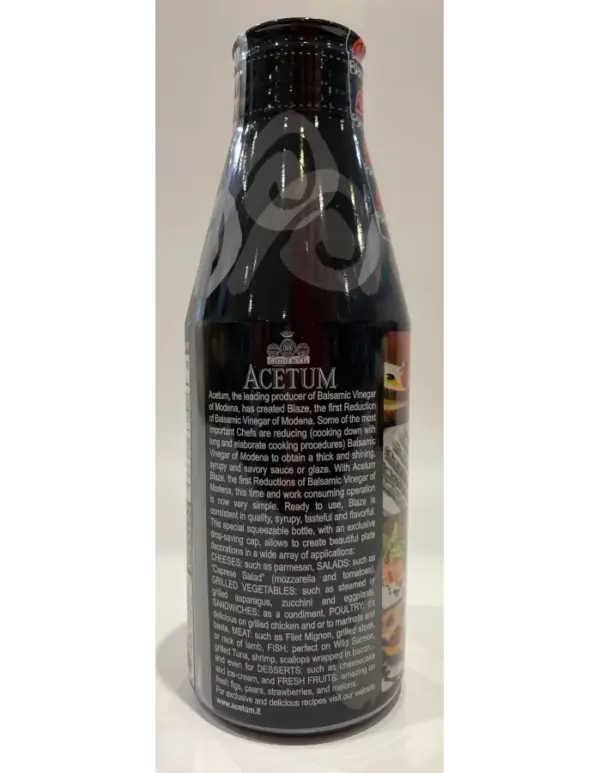 ACETUM
Acetum, the leading producer of Balsamic Vinegar
of Modena, has created Blaze, the first Reduction
of Balsamic Vinegar of Modena. Some of the most
important Chefs are reducing (cooking down with
long and elaborate cooking procedures) Balsamic
Vinegar of Modena to obtain a thick and shining,
syrupy and savory sauce or glaze. With Acetum
Blaze, the first Reductions of Balsamic Vinegar of
Modena, this time and work consuming operation
is now very simple. Ready to use, Blaze is
consistent in quality, syrupy, tasteful and flavorful.
This special squeezable bottle, with an exclusive
drop-saving cap, allows to create beautiful plate
decorations in a wide array of applications:
CHEESES: such as parmesan, SALADS: such as
"Caprese Salad" (mozzarella and tomatoes),
GRILLED VEGETABLES: such as steamed or
grilled asparagus, zucchini and eggplants,
SANDWICHES: as a condiment, POULTRY: it's
delicious on grilled chicken and or to marinate and
baste, MEAT: such as Filet Mignon, grilled steak,
or rack of lamb, FISH: perfect on Wild Salmon,
grilled Tuna, shrimp, scallops wrapped in bacon,
and even for DESSERTS: such as cheesecake
and ice-cream, and FRESH FRUITS: amazing on
fresh figs, pears, strawberries, and melons.
For exclusive and delicious recipes visit our website
www.acetum.it